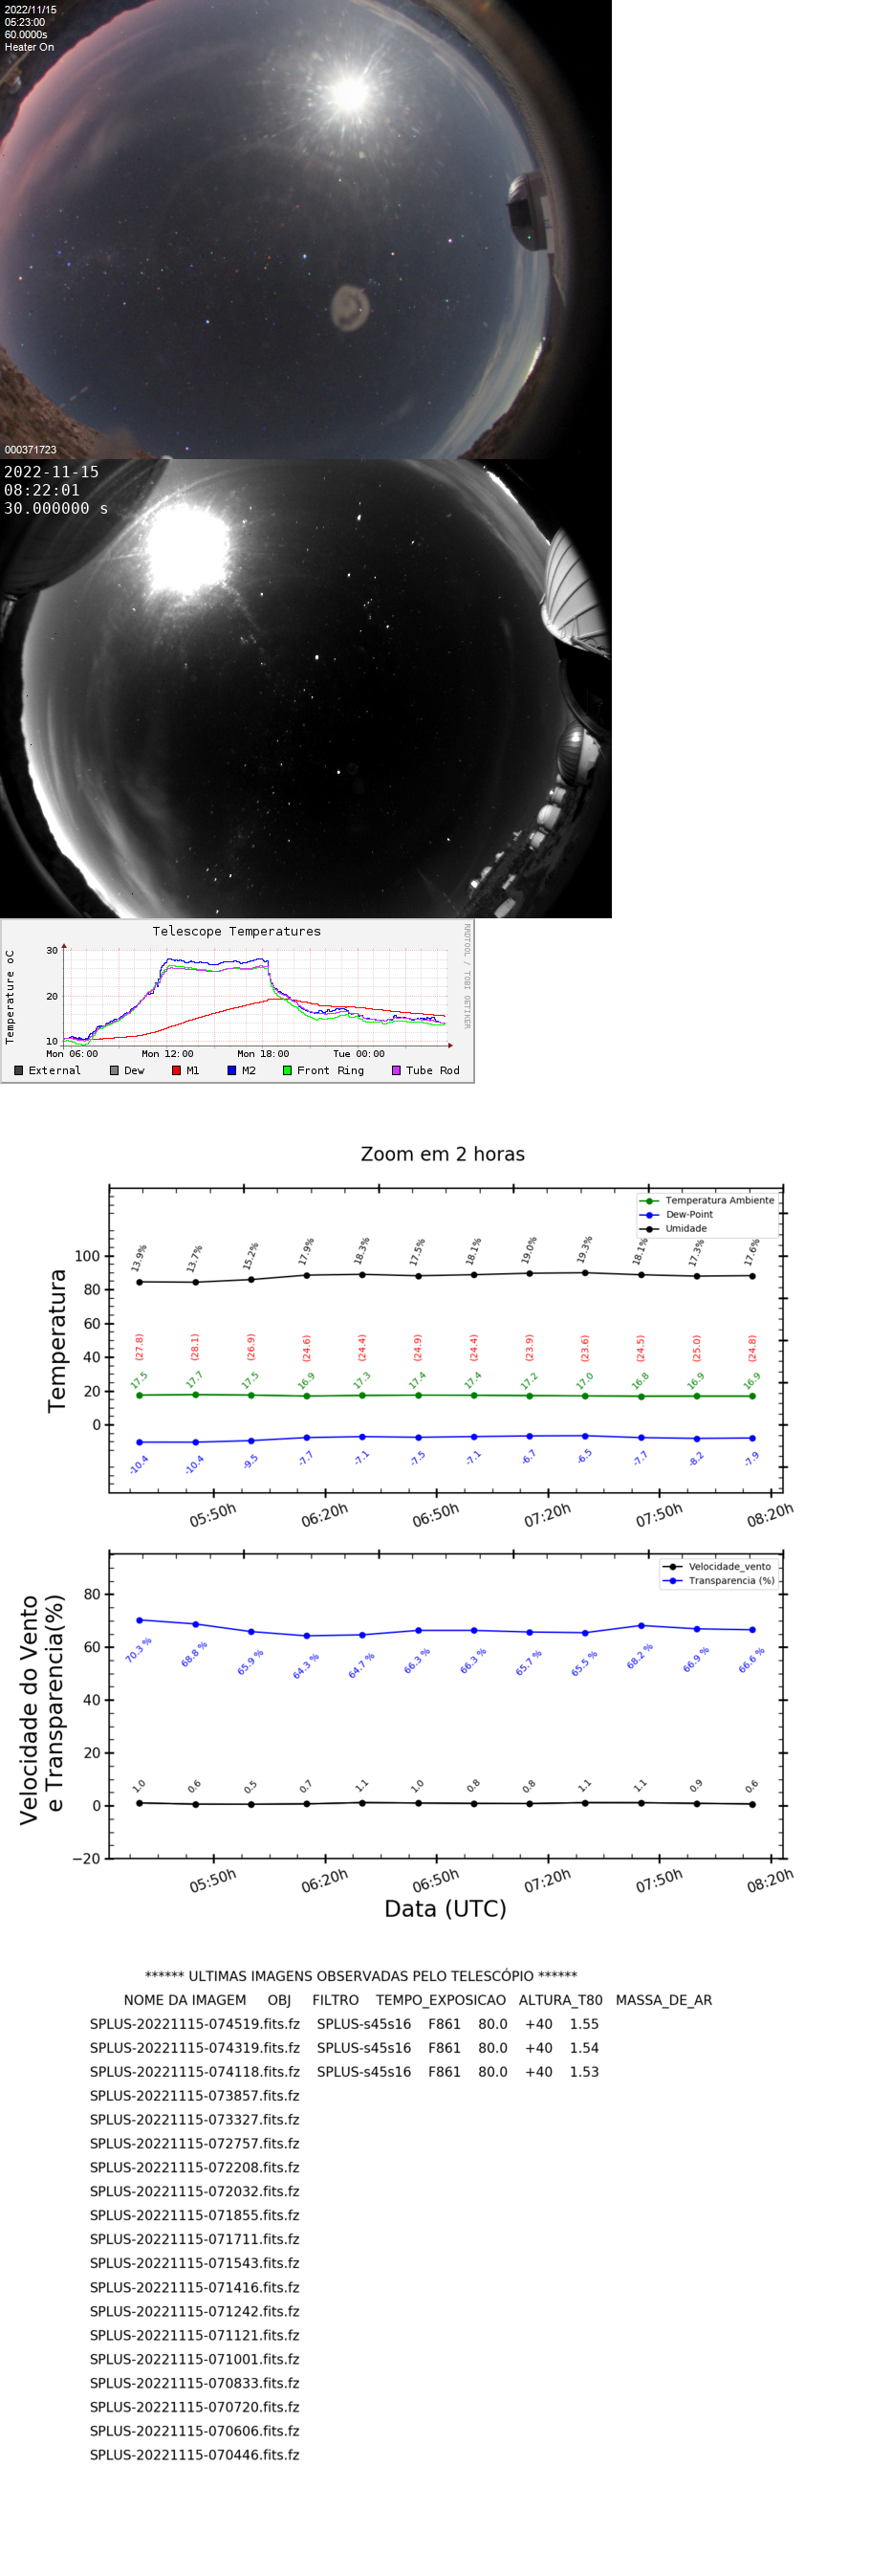 2022/11/15
05:23:00
60.0000s
Heater On
000371723
2022-11-15
08:22:01
30.000000 s
Telescope Temperatures
RRDTOOL / TOBI OETIKER
Temperature oC
30
20
10
Mon 06:00 Mon 12:00 Mon 18:00 Tue 00:00
External Dew M1 M2 Front Ring Tube Rod
Zoom em 2 horas
Temperatura Ambiente
Dew-Point
Umidade
Temperatura
100
80
60
40
20
0
13.9% 13.7% 15.2% 17.9% 18.3% 17.5% 18.1% 19.0% 19.3% 18.1% 17.3% 17.6%
(27.8) (28.1) (26.9) (24.6) (24.4) (24.9) (24.4) (23.9) (23.6) (24.5) (25.0) (24.8)
17.5 17.7 17.5 16.9 17.3 17.4 17.4 17.2 17.0 16.8 16.9 16.9
-10.4 -10.4 -9.5 -7.7 -7.1 -7.5 -7.1 -6.7 -6.5 -7.7 -8.2 -7.9
05:50h 06:20h 06:50h 07:20h 07:50h 08:20h
Velocidade_vento
Transparencia (%)
Velocidade do Vento
e Transparencia(%)
80
60
40
20
0
−20
70.3 % 68.8 % 65.9 % 64.3 % 64.7 % 66.3 % 66.3 % 65.7 % 65.5 % 68.2 % 66.9 % 66.6 %
1.0 0.6 0.5 0.7 1.1 1.0 0.8 0.8 1.1 1.1 0.9 0.6
05:50h 06:20h 06:50h 07:20h 07:50h 08:20h
Data (UTC)
****** ULTIMAS IMAGENS OBSERVADAS PELO TELESCÓPIO ******
NOME DA IMAGEM OBJ FILTRO TEMPO_EXPOSICAO ALTURA_T80 MASSA_DE_AR
SPLUS-20221115-074519.fits.fz SPLUS-s45s16 F861 80.0 +40 1.55
SPLUS-20221115-074319.fits.fz SPLUS-s45s16 F861 80.0 +40 1.54
SPLUS-20221115-074118.fits.fz SPLUS-s45s16 F861 80.0 +40 1.53
SPLUS-20221115-073857.fits.fz
SPLUS-20221115-073327.fits.fz
SPLUS-20221115-072757.fits.fz
SPLUS-20221115-072208.fits.fz
SPLUS-20221115-072032.fits.fz
SPLUS-20221115-071855.fits.fz
SPLUS-20221115-071711.fits.fz
SPLUS-20221115-071543.fits.fz
SPLUS-20221115-071416.fits.fz
SPLUS-20221115-071242.fits.fz
SPLUS-20221115-071121.fits.fz
SPLUS-20221115-071001.fits.fz
SPLUS-20221115-070833.fits.fz
SPLUS-20221115-070720.fits.fz
SPLUS-20221115-070606.fits.fz
SPLUS-20221115-070446.fits.fz